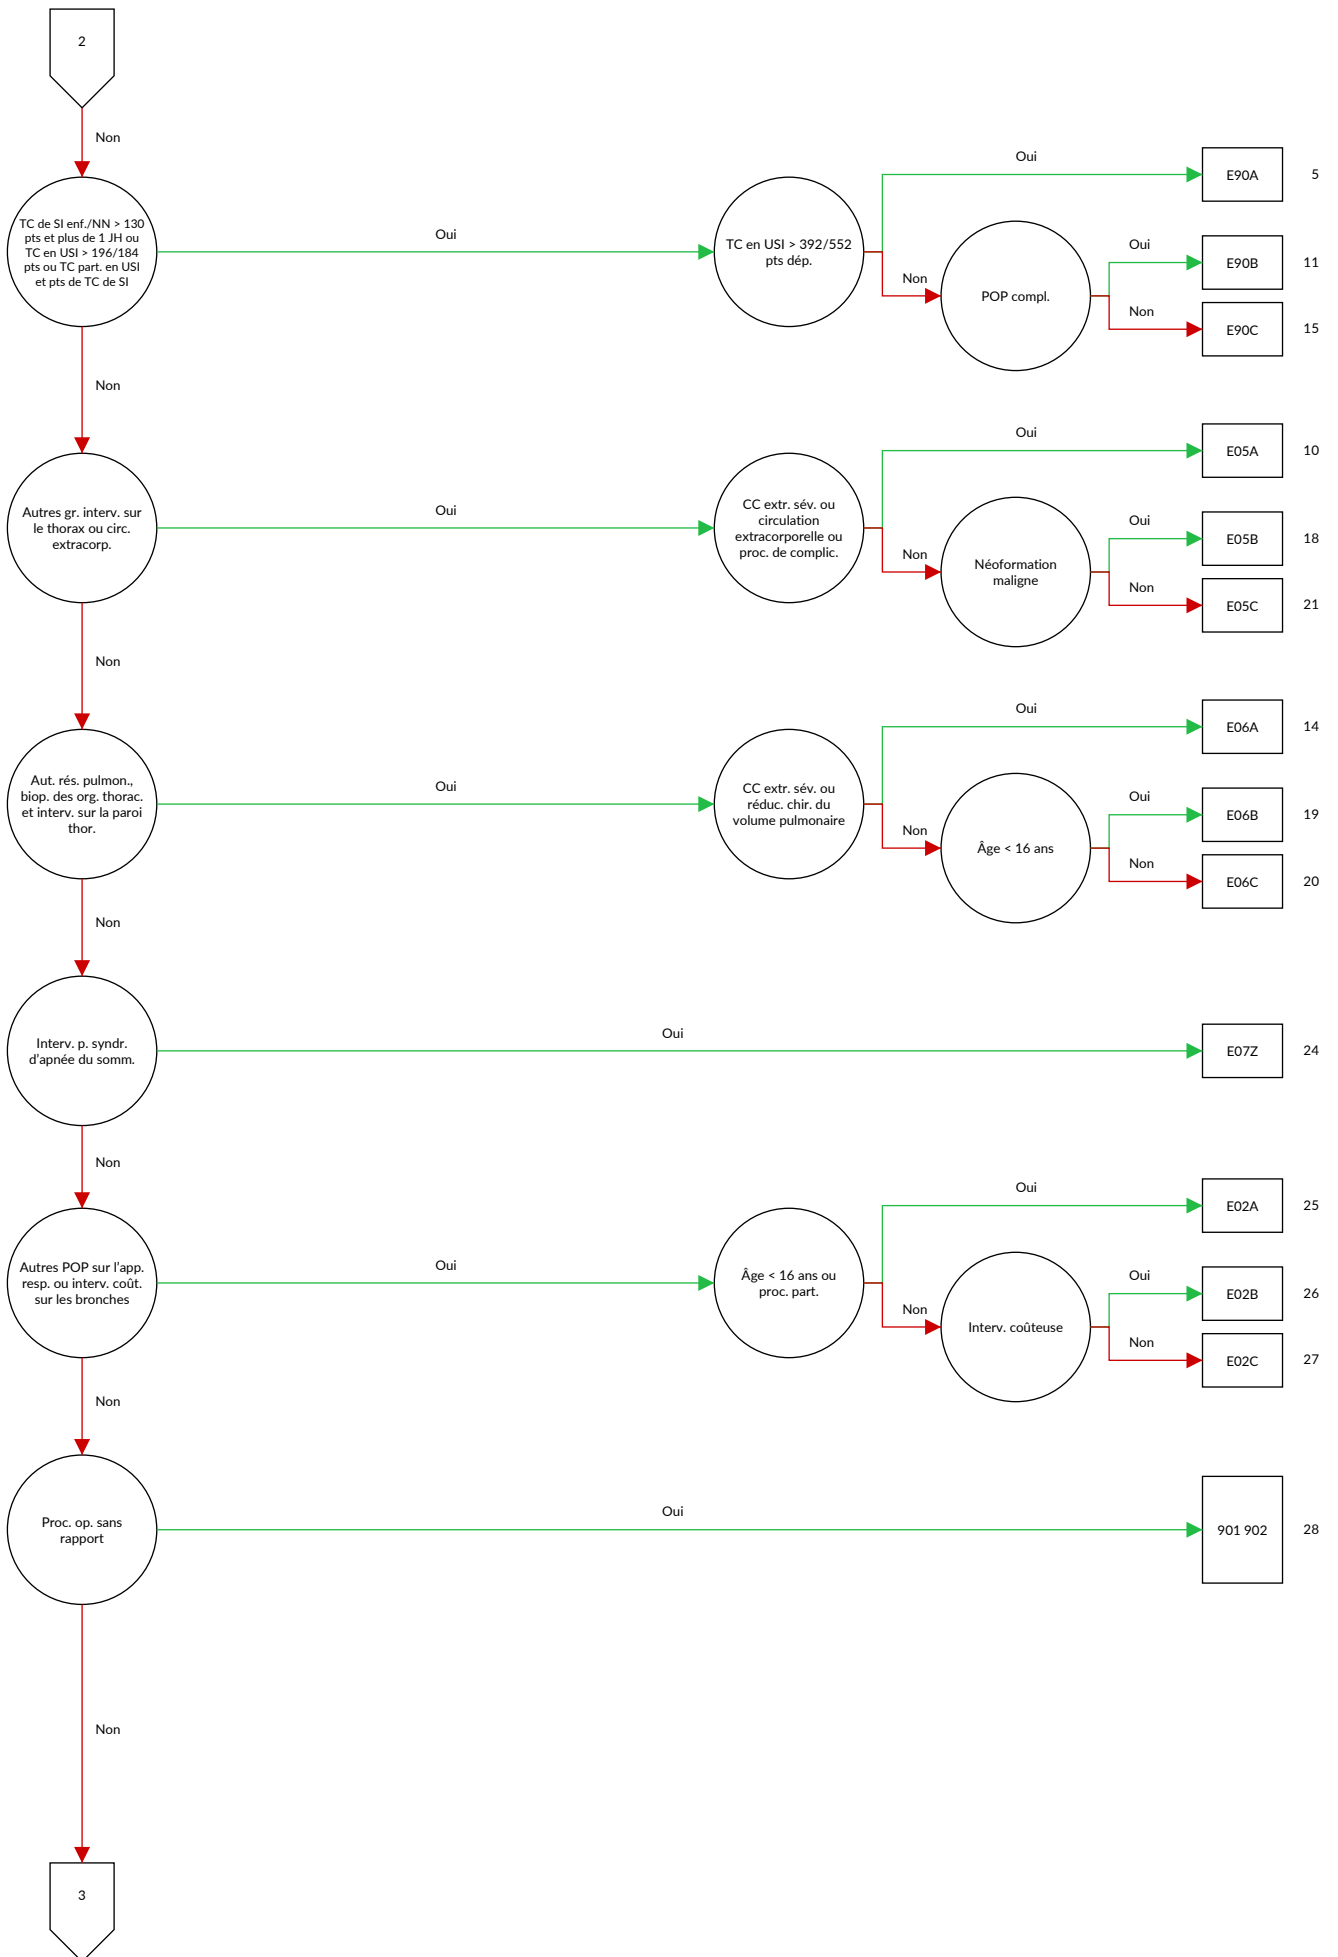 2
Non
Oui
E90A
5
TC de SI enf./NN > 130
pts et plus de 1 JH ou
TC en USI > 196/184
pts ou TC part. en USI
et pts de TC de SI
Oui
TC en USI > 392/552
pts dép.
Non
POP compl.
Oui
E90B
11
Non
E90C
15
Non
Oui
E05A
10
Autres gr. interv. sur
le thorax ou circ.
extracorp.
Oui
CC extr. sév. ou
circulation
extracorporelle ou
proc. de complic.
Non
Néoformation
maligne
Oui
E05B
18
Non
E05C
21
Non
Oui
E06A
14
Aut. rés. pulmon.,
biop. des org. thorac.
et interv. sur la paroi
thor.
Oui
CC extr. sév. ou
réduc. chir. du
volume pulmonaire
Non
Âge < 16 ans
Oui
E06B
19
Non
E06C
20
Non
Interv. p. syndr.
d'apnée du somm.
Oui
E07Z
24
Non
Oui
E02A
25
Autres POP sur l'app.
resp. ou interv. coût.
sur les bronches
Oui
Âge < 16 ans ou
proc. part.
Non
Interv. coûteuse
Oui
E02B
26
Non
E02C
27
Non
Proc. op. sans
rapport
Oui
901 902
28
Non
3